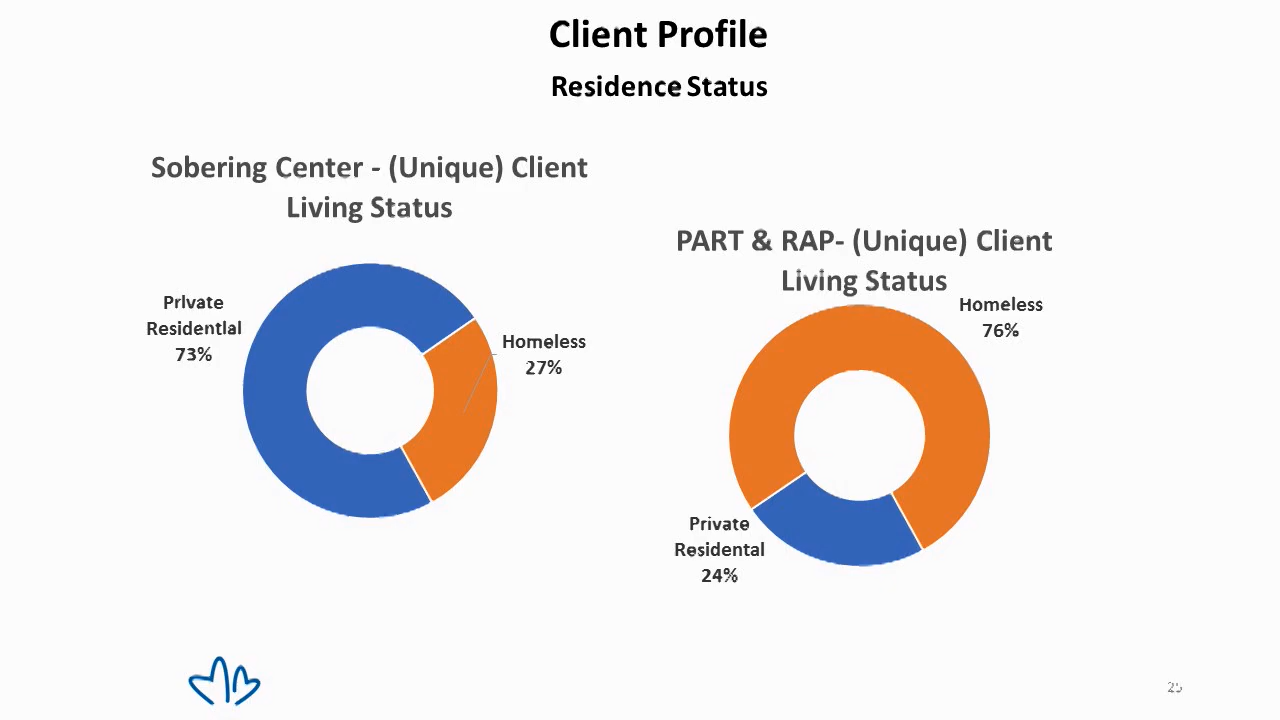 Client Profile
Residence Status
Sobering Center - (Unique) Client
Living Status
Private
Residential
73%
Homeless
27%
PART & RAP- (Unique) Client
Living Status
Homeless
76%
Private
Residental
24%
25